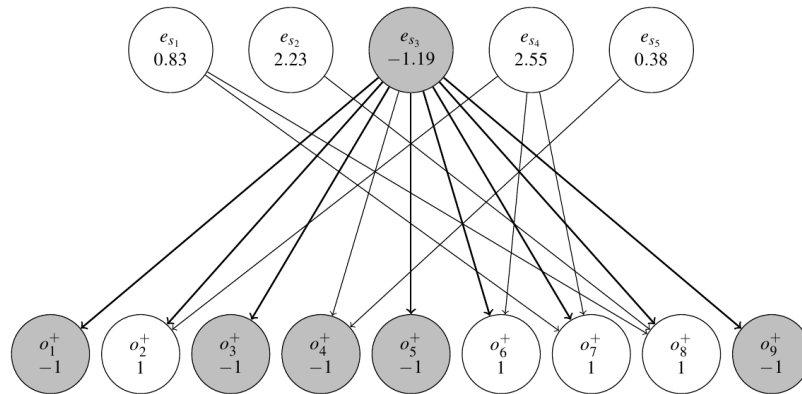 e_{s_1} e_{s_2} e_{s_3} e_{s_4} e_{s_5}
0.83 2.23 −1.19 2.55 0.38
o_1^+ o_2^+ o_3^+ o_4^+ o_5^+ o_6^+ o_7^+ o_8^+ o_9^+
−1 1 −1 −1 −1 1 1 1 −1